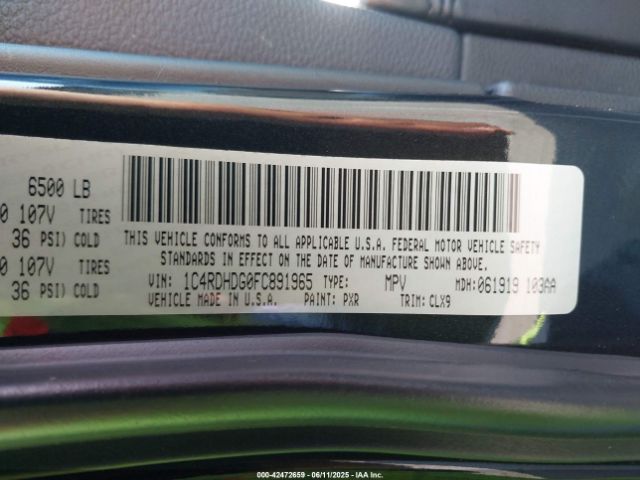 6500 LB
0 107V TIRES
36 PSI) COLD
0 107V TIRES
36 PSI) COLD
THIS VEHICLE CONFORMS TO ALL APPLICABLE U.S.A. FEDERAL MOTOR VEHICLE SAFETY
STANDARDS IN EFFECT ON THE DATE OF MANUFACTURE SHOWN ABOVE.
VIN: 1C4RDHDG0FC891965 TYPE: MPV MDH: 061919 103AA
VEHICLE MADE IN U.S.A. PAINT: PXR TRIM: CLX9
000-42472659 - 06/11/2025 - IAA Inc.